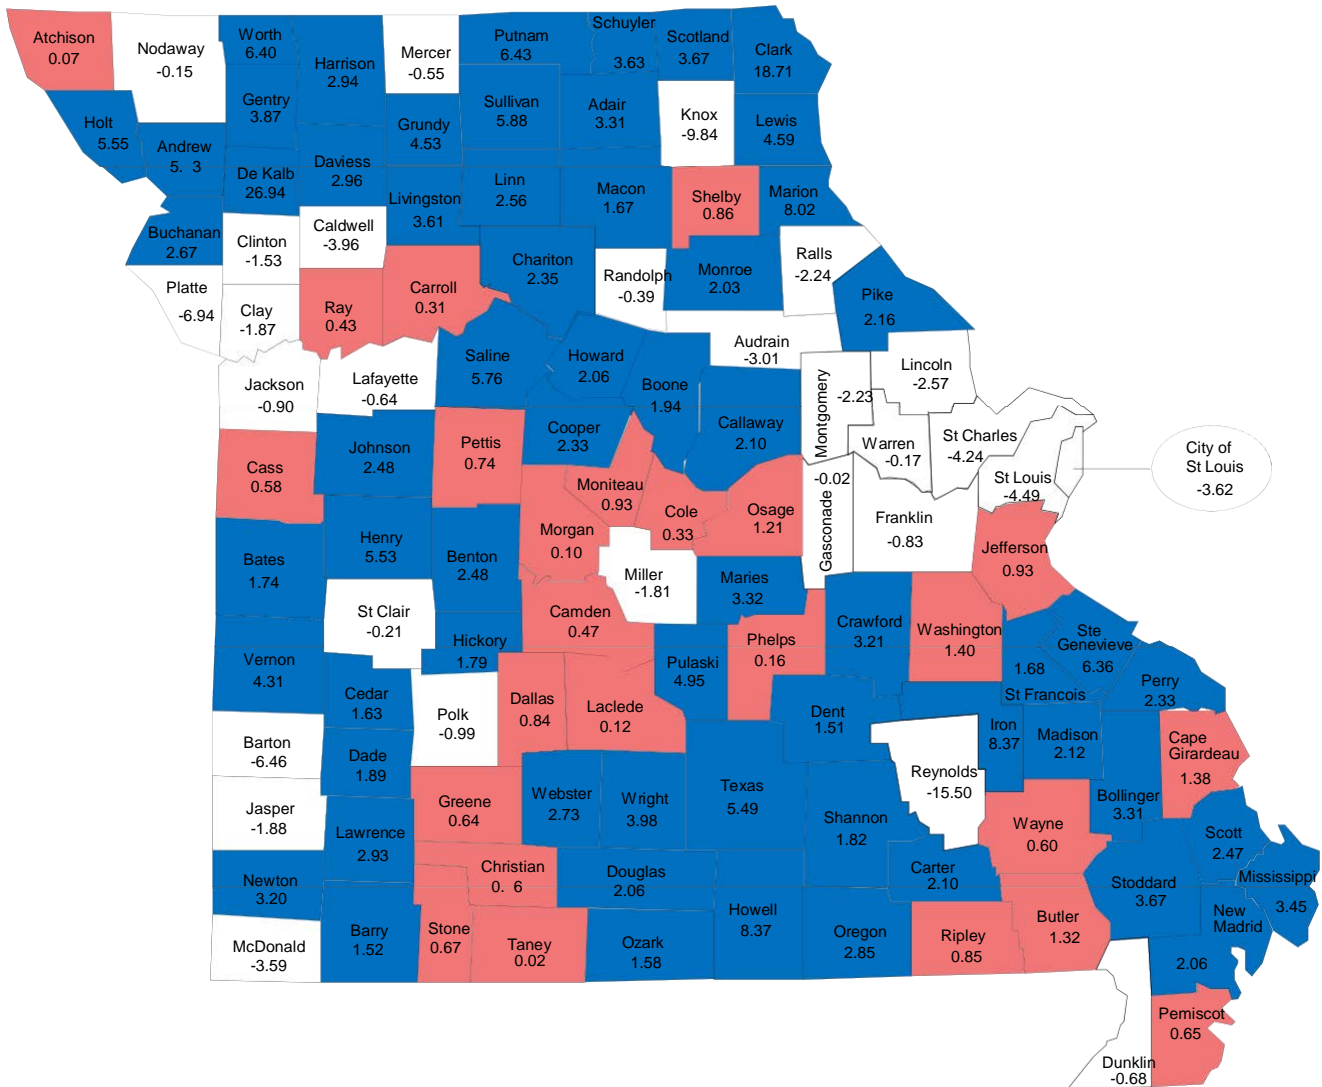 Atchison
0.07
Nodaway
-0.15
Worth
6.40
Harrison
2.94
Mercer
-0.55
Putnam
6.43
Schuyler
3.63
Scotland
3.67
Clark
18.71
Holt
5.55
Andrew
5. 3
Gentry
3.87
De Kalb
26.94
Daviess
2.96
Grundy
4.53
Sullivan
5.88
Adair
3.31
Knox
-9.84
Lewis
4.59
Livingston
3.61
Linn
2.56
Macon
1.67
Shelby
0.86
Marion
8.02
Buchanan
2.67
Clinton
-1.53
Caldwell
-3.96
Platte
-6.94
Clay
-1.87
Ray
0.43
Carroll
0.31
Chariton
2.35
Randolph
-0.39
Monroe
2.03
Ralls
-2.24
Pike
2.16
Audrain
-3.01
Jackson
-0.90
Lafayette
-0.64
Saline
5.76
Howard
2.06
Boone
1.94
Callaway
2.10
Montgomery
-2.23
Lincoln
-2.57
Warren
-0.17
St Charles
-4.24
St Louis
-4.49
City of
St Louis
-3.62
Cass
0.58
Johnson
2.48
Pettis
0.74
Cooper
2.33
Moniteau
0.93
Cole
0.33
Osage
1.21
Gasconade
-0.02
Franklin
-0.83
Jefferson
0.93
Bates
1.74
Henry
5.53
Benton
2.48
Morgan
0.10
Miller
-1.81
Maries
3.32
St Clair
-0.21
Hickory
1.79
Camden
0.47
Pulaski
4.95
Phelps
0.16
Crawford
3.21
Washington
1.40
Ste
Genevieve
6.36
1.68
St Francois
Perry
2.33
Vernon
4.31
Cedar
1.63
Polk
-0.99
Dallas
0.84
Laclede
0.12
Dent
1.51
Iron
8.37
Madison
2.12
Cape
Girardeau
1.38
Barton
-6.46
Dade
1.89
Greene
0.64
Webster
2.73
Wright
3.98
Texas
5.49
Reynolds
-15.50
Bollinger
3.31
Jasper
-1.88
Lawrence
2.93
Shannon
1.82
Wayne
0.60
Scott
2.47
Christian
0. 6
Douglas
2.06
Carter
2.10
Stoddard
3.67
Mississippi
3.45
Newton
3.20
McDonald
-3.59
Barry
1.52
Stone
0.67
Taney
0.02
Ozark
1.58
Howell
8.37
Oregon
2.85
Ripley
0.85
Butler
1.32
New
Madrid
2.06
Pemiscot
0.65
Dunklin
-0.68